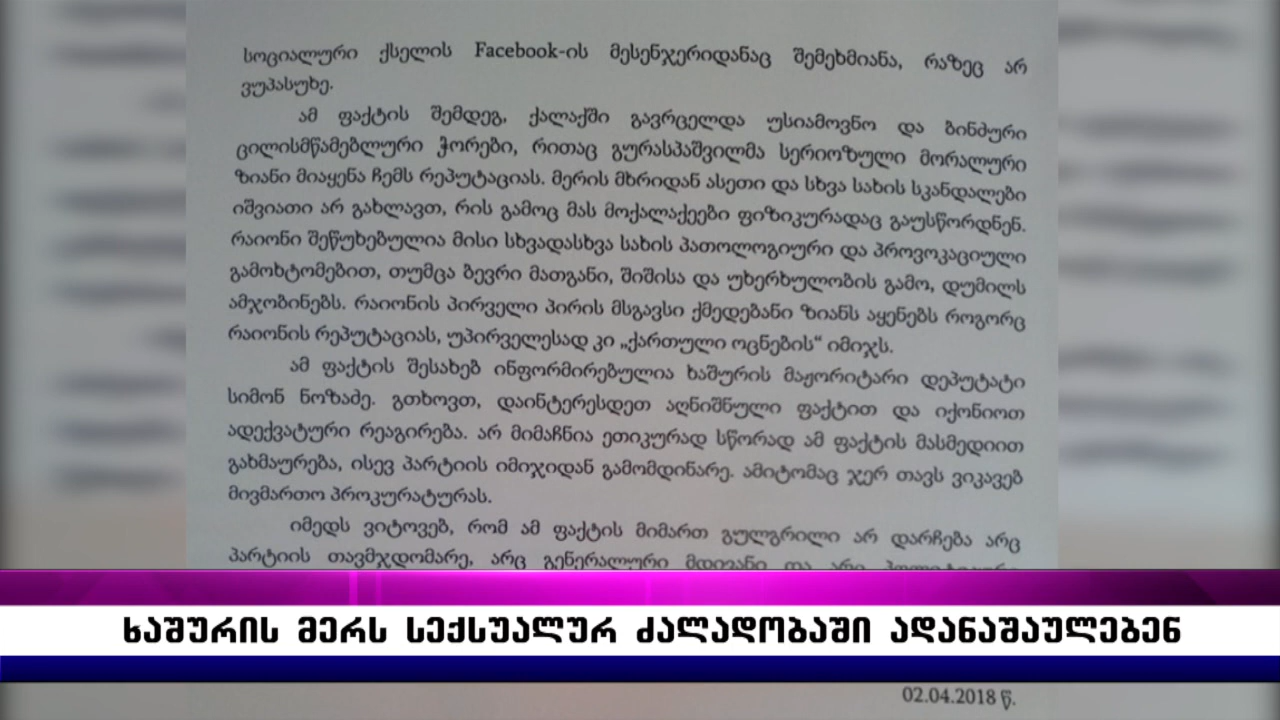 სოციალური ქსელის Facebook-ის მესენჯერიდანაც შემეხმიანა, რაზეც არ
ვუპასუხე.
ამ ფაქტის შემდეგ, ქალაქში გავრცელდა უსიამოვნო და ბინძური
ცილისმწამებლური ჭორები, რითაც გურასპაშვილმა სერიოზული მორალური
ზიანი მიაყენა ჩემს რეპუტაციას. მერის მხრიდან ასეთი და სხვა სახის სკანდალები
იშვიათი არ გახლავთ, რის გამოც მას მოქალაქეები ფიზიკურადაც გაუსწორდნენ.
რაიონი შეწუხებულია მისი სხვადასხვა სახის პათოლოგიური და პროვოკაციული
გამოხტომებით, თუმცა ბევრი მათგანი, შიშისა და უხერხულობის გამო, დუმილს
ამჯობინებს. რაიონის პირველი პირის მსგავსი ქმედებანი ზიანს აყენებს როგორც
რაიონის რეპუტაციას, უპირველესად კი „ქართული ოცნების“ იმიჯს.
ამ ფაქტის შესახებ ინფორმირებულია ხაშურის მაჟორიტარი დეპუტატი
სიმონ ნოზაძე. გთხოვთ, დაინტერესდეთ აღნიშნული ფაქტით და იქონიოთ
ადექვატური რეაგირება. არ მიმაჩნია ეთიკურად სწორად ამ ფაქტის მასმედიით
გახმაურება, ისევ პარტიის იმიჯიდან გამომდინარე. ამიტომაც ჯერ თავს ვიკავებ
მივმართო პროკურატურას.
იმედს ვიტოვებ, რომ ამ ფაქტის მიმართ გულგრილი არ დარჩება არც
პარტიის თავმჯდომარე, არც გენერალური მდივანი და არც
ხაშურის მერს სექსუალურ ძალადობაში ადანაშაულებენ
02.04.2018 წ.